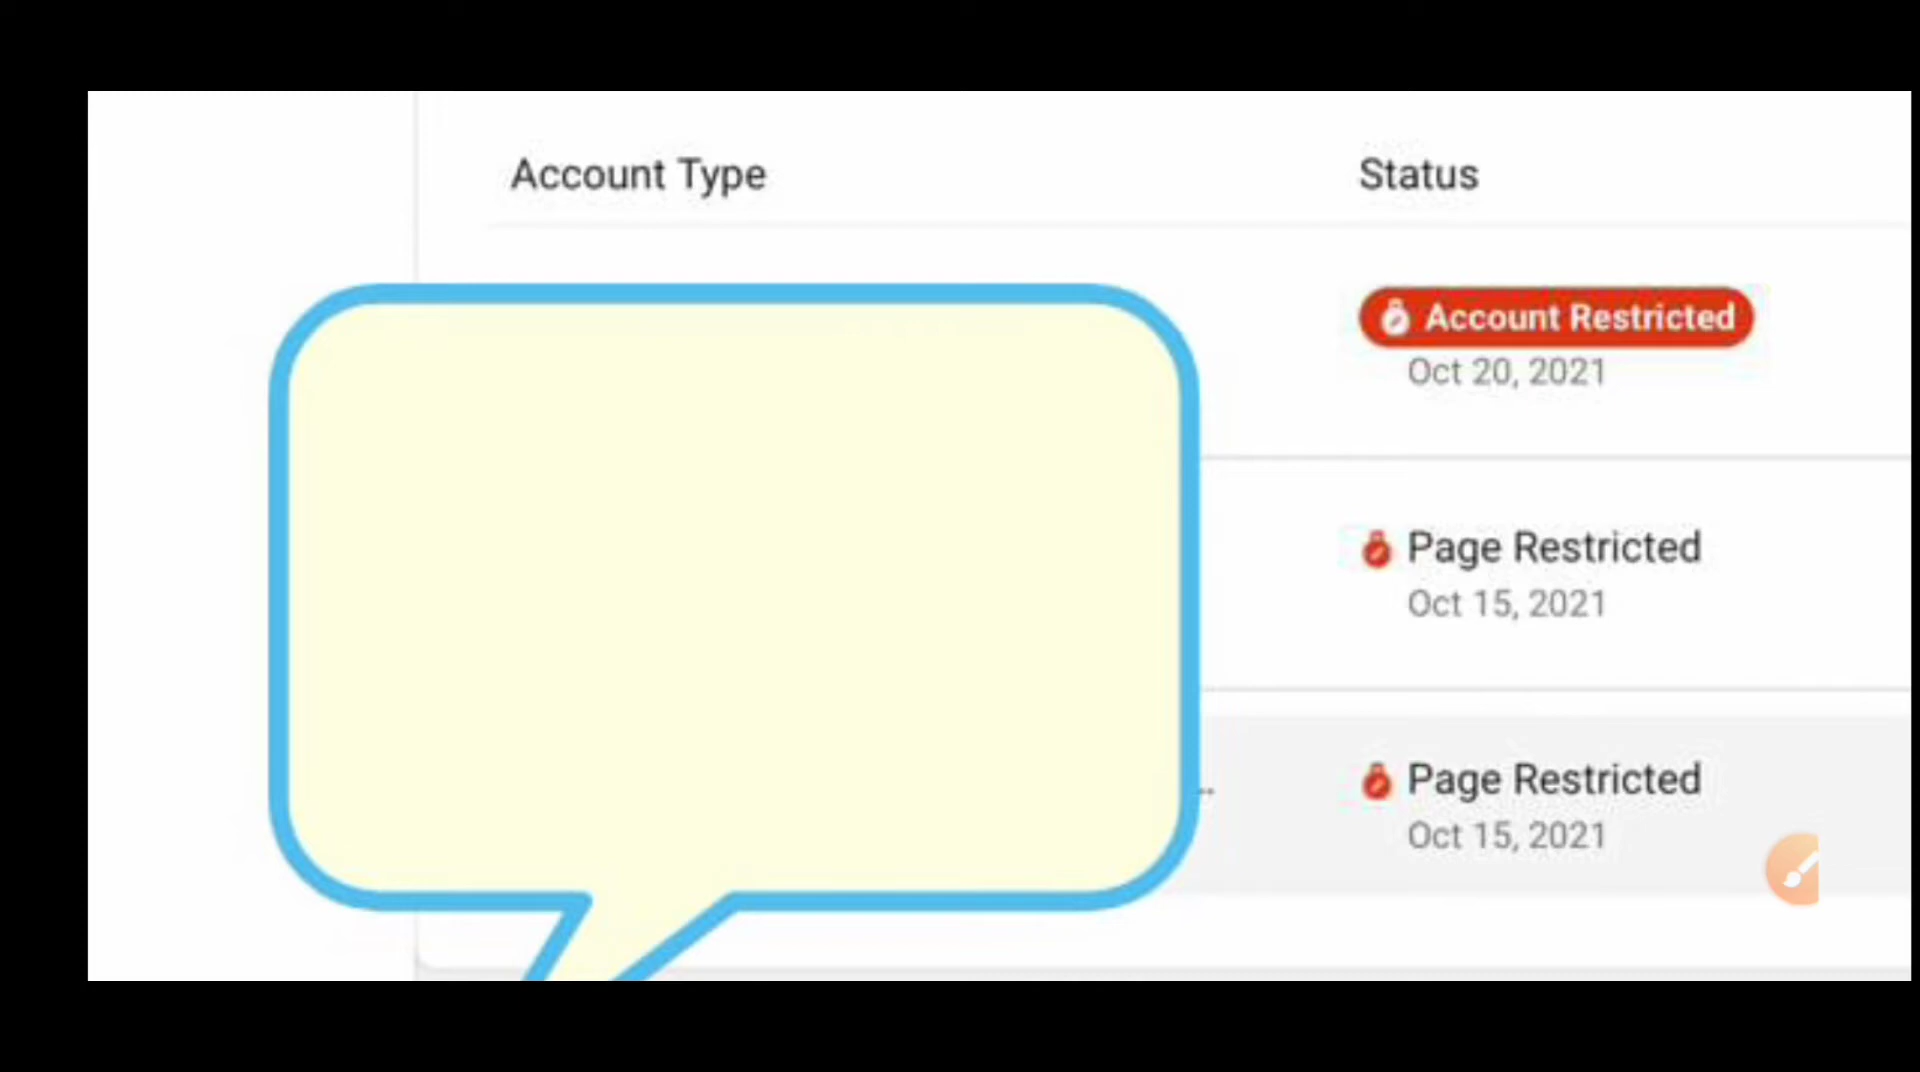 Account Type
Status
Account Restricted
Oct 20, 2021
Page Restricted
Oct 15, 2021
Page Restricted
Oct 15, 2021